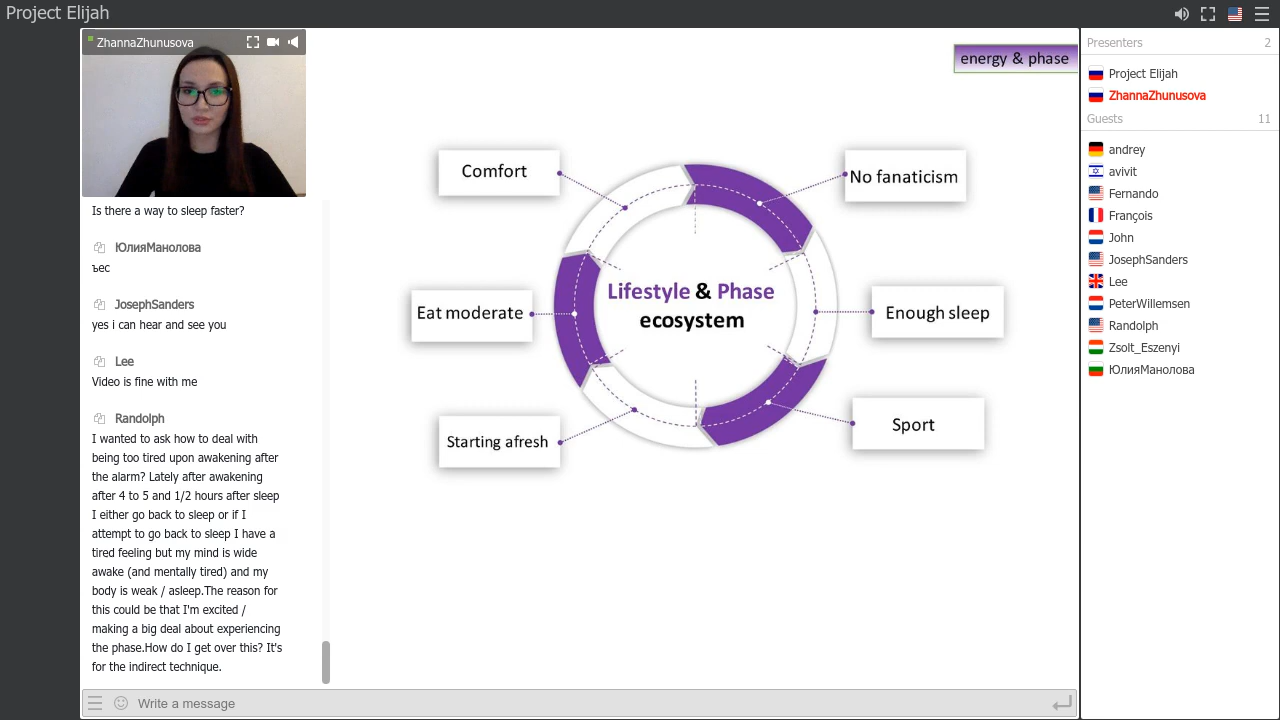 Project Elijah
ZhannaZhunusova
Is there a way to sleep faster?
ЮлияМанолова
ъес
JosephSanders
yes i can hear and see you
Lee
Video is fine with me
Randolph
I wanted to ask how to deal with
being too tired upon awakening after
the alarm? Lately after awakening
after 4 to 5 and 1/2 hours after sleep
I either go back to sleep or if I
attempt to go back to sleep I have a
tired feeling but my mind is wide
awake (and mentally tired) and my
body is weak / asleep.The reason for
this could be that I'm excited /
making a big deal about experiencing
the phase.How do I get over this? It's
for the indirect technique.
Write a message
energy & phase
Comfort
No fanaticism
Eat moderate
Lifestyle & Phase
ecosystem
Enough sleep
Starting afresh
Sport
Presenters 2
Project Elijah
ZhannaZhunusova
Guests 11
andrey
avivit
Fernando
François
John
JosephSanders
Lee
PeterWillemsen
Randolph
Zsolt_Eszenyi
ЮлияМанолова